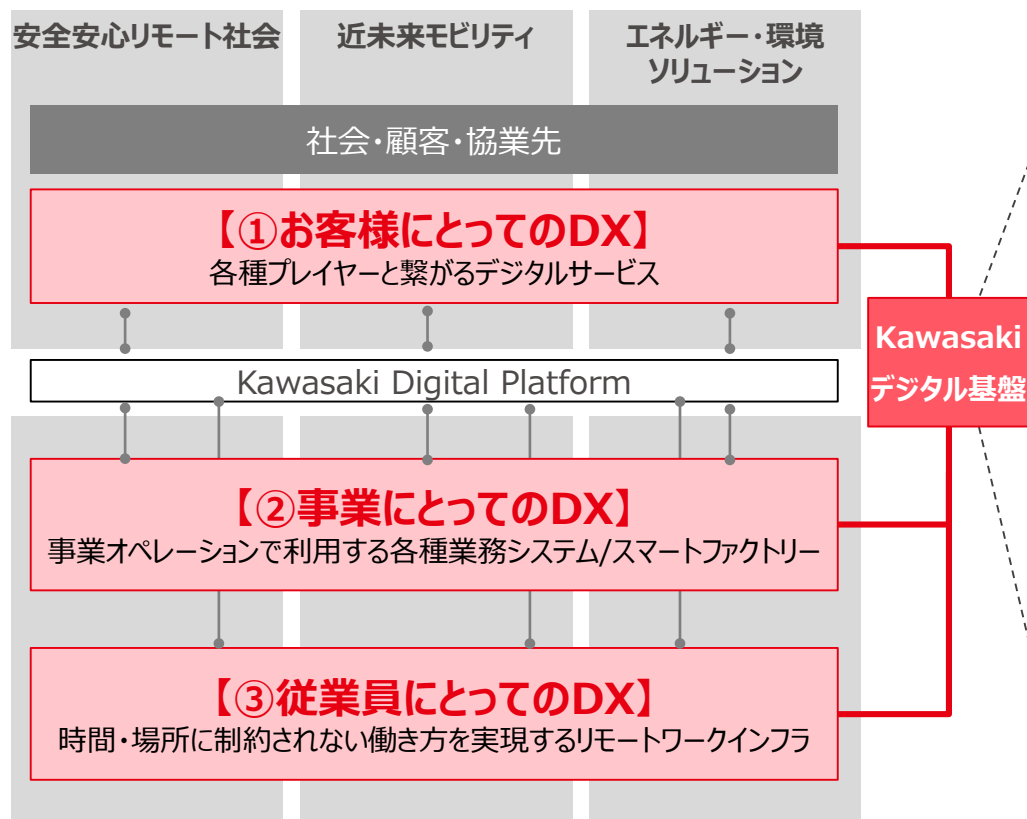 安全安心リモート社会
近未来モビリティ
エネルギー・環境
ソリューション
社会・顧客・協業先
【①お客様にとってのDX】
各種プレイヤーと繋がるデジタルサービス
Kawasaki
デジタル基盤
Kawasaki Digital Platform
【②事業にとってのDX】
事業オペレーションで利用する各種業務システム/スマートファクトリー
【③従業員にとってのDX】
時間・場所に制約されない働き方を実現するリモートワークインフラ